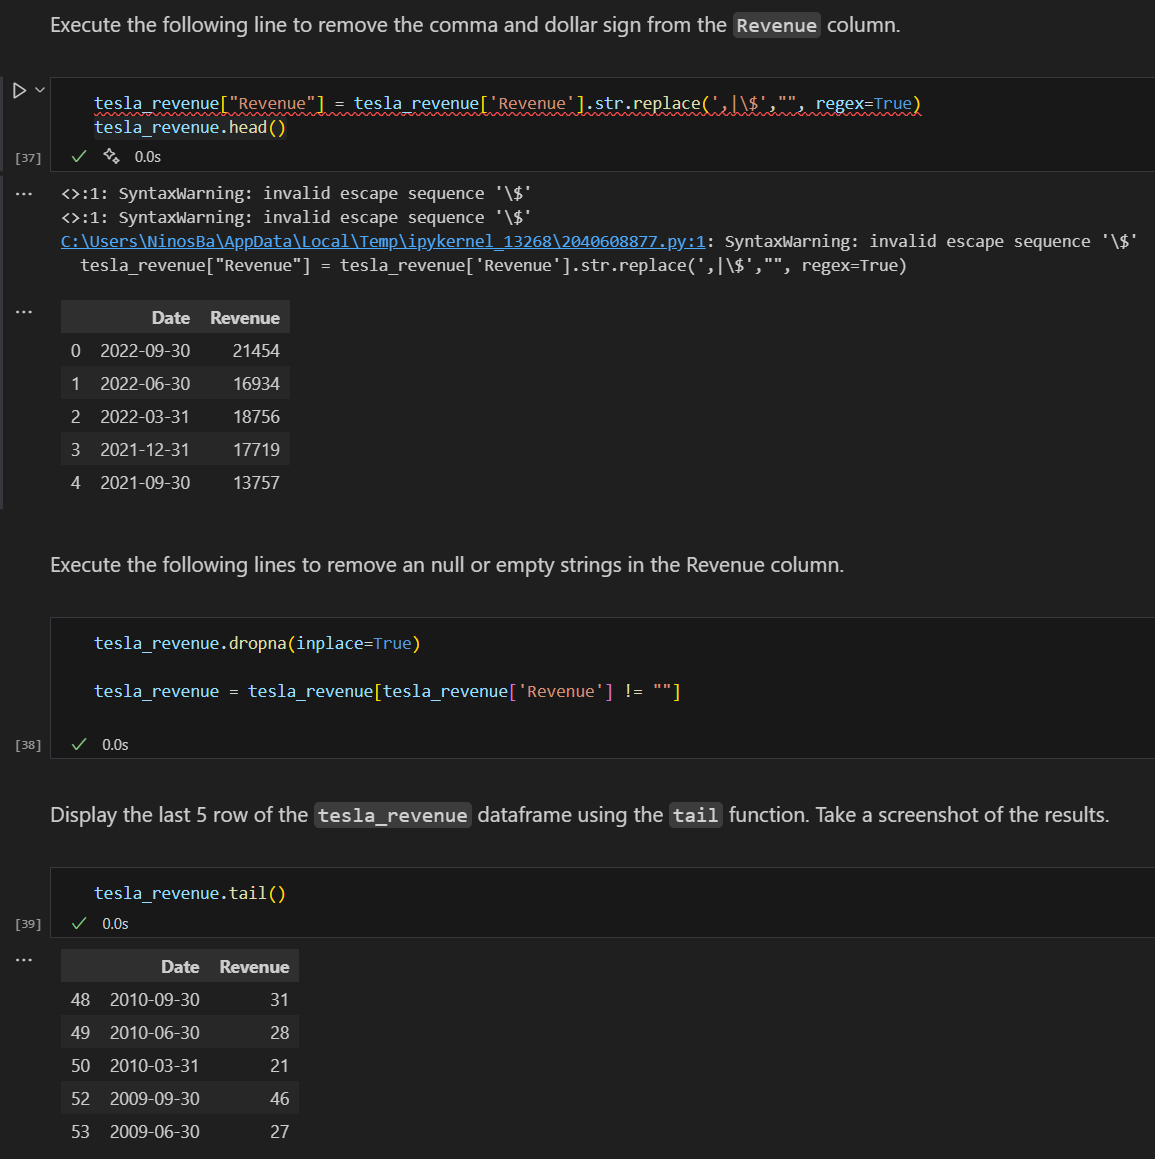 Execute the following line to remove the comma and dollar sign from the Revenue column.
tesla_revenue["Revenue"] = tesla_revenue['Revenue'].str.replace(',|\$',"", regex=True)
tesla_revenue.head()
[37] 0.0s
<>:1: SyntaxWarning: invalid escape sequence '\$'
<>:1: SyntaxWarning: invalid escape sequence '\$'
C:\Users\NinosBa\AppData\Local\Temp\ipykernel_13268\2040608877.py:1: SyntaxWarning: invalid escape sequence '\$'
tesla_revenue["Revenue"] = tesla_revenue['Revenue'].str.replace(',|\$',"", regex=True)
Date Revenue
0 2022-09-30 21454
1 2022-06-30 16934
2 2022-03-31 18756
3 2021-12-31 17719
4 2021-09-30 13757
Execute the following lines to remove an null or empty strings in the Revenue column.
tesla_revenue.dropna(inplace=True)
tesla_revenue = tesla_revenue[tesla_revenue['Revenue'] != ""]
[38] 0.0s
Display the last 5 row of the tesla_revenue dataframe using the tail function. Take a screenshot of the results.
tesla_revenue.tail()
[39] 0.0s
Date Revenue
48 2010-09-30 31
49 2010-06-30 28
50 2010-03-31 21
52 2009-09-30 46
53 2009-06-30 27